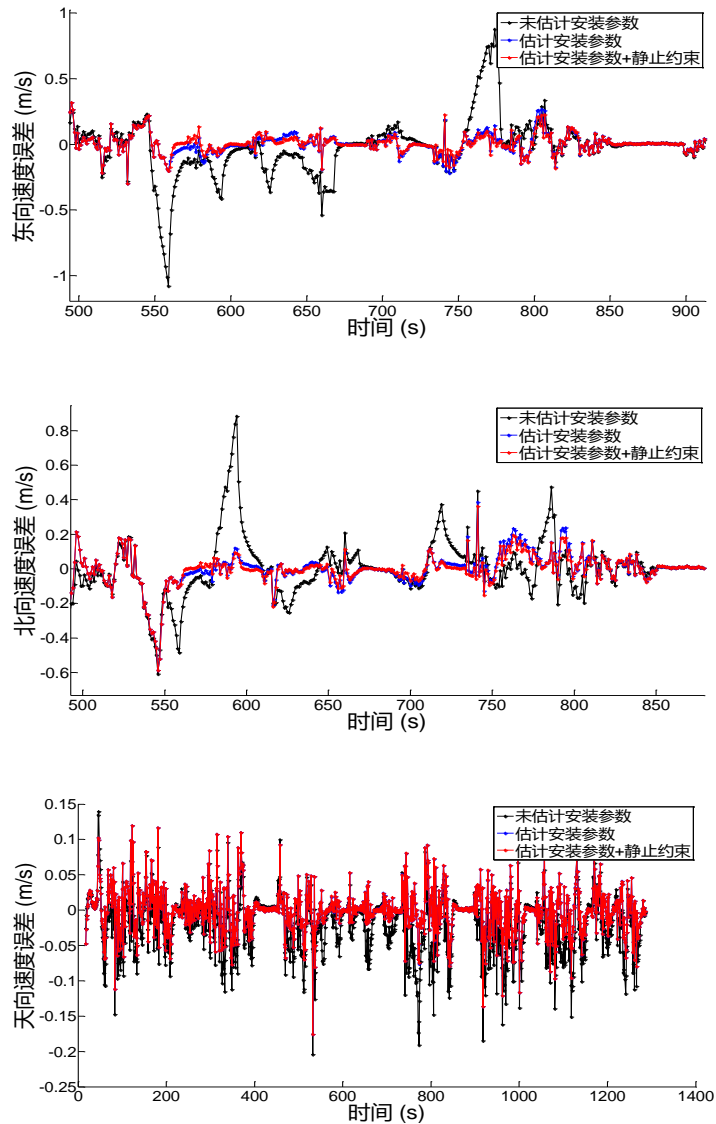 1
0.5
0
-0.5
-1
东向速度误差 (m/s)
未估计安装参数
估计安装参数
估计安装参数+静止约束
500 550 600 650 700 750 800 850 900
时间 (s)
0.8
0.6
0.4
0.2
0
-0.2
-0.4
-0.6
北向速度误差 (m/s)
未估计安装参数
估计安装参数
估计安装参数+静止约束
500 550 600 650 700 750 800 850
时间 (s)
0.15
0.1
0.05
0
-0.05
-0.1
-0.15
-0.2
-0.25
天向速度误差 (m/s)
未估计安装参数
估计安装参数
估计安装参数+静止约束
0 200 400 600 800 1000 1200 1400
时间 (s)